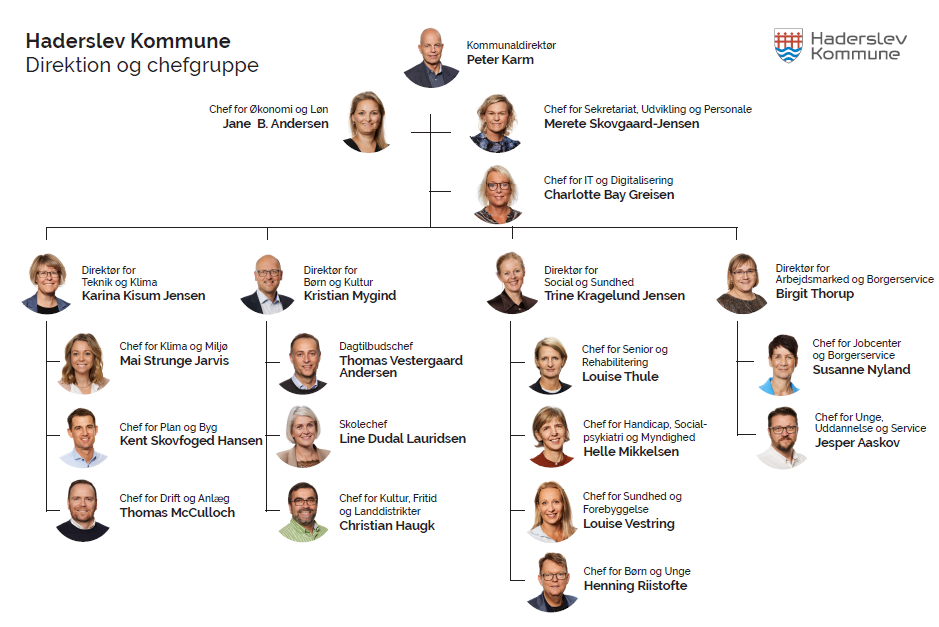 Haderslev Kommune
Direktion og chefgruppe
Kommunaldirektør
Peter Karm
Haderslev
Kommune
Chef for Økonomi og Løn
Jane B. Andersen
Chef for Sekretariat, Udvikling og Personale
Merete Skovgaard-Jensen
Chef for IT og Digitalisering
Charlotte Bay Greisen
Direktør for
Teknik og Klima
Karina Kisum Jensen
Direktør for
Børn og Kultur
Kristian Mygind
Direktør for
Social og Sundhed
Trine Kragelund Jensen
Direktør for
Arbejdsmarked og Borgerservice
Birgit Thorup
Chef for Klima og Miljø
Mai Strunge Jarvis
Chef for Plan og Byg
Kent Skovfoged Hansen
Chef for Drift og Anlæg
Thomas McCulloch
Dagtilbudschef
Thomas Vestergaard
Andersen
Skolechef
Line Dudal Lauridsen
Chef for Kultur, Fritid
og Landdistrikter
Christian Haugk
Chef for Senior og
Rehabilitering
Louise Thule
Chef for Handicap, Social-
psykiatri og Myndighed
Helle Mikkelsen
Chef for Sundhed og
Forebyggelse
Louise Vestring
Chef for Børn og Unge
Henning Riistofte
Chef for Jobcenter
og Borgerservice
Susanne Nyland
Chef for Unge,
Uddannelse og Service
Jesper Aaskov